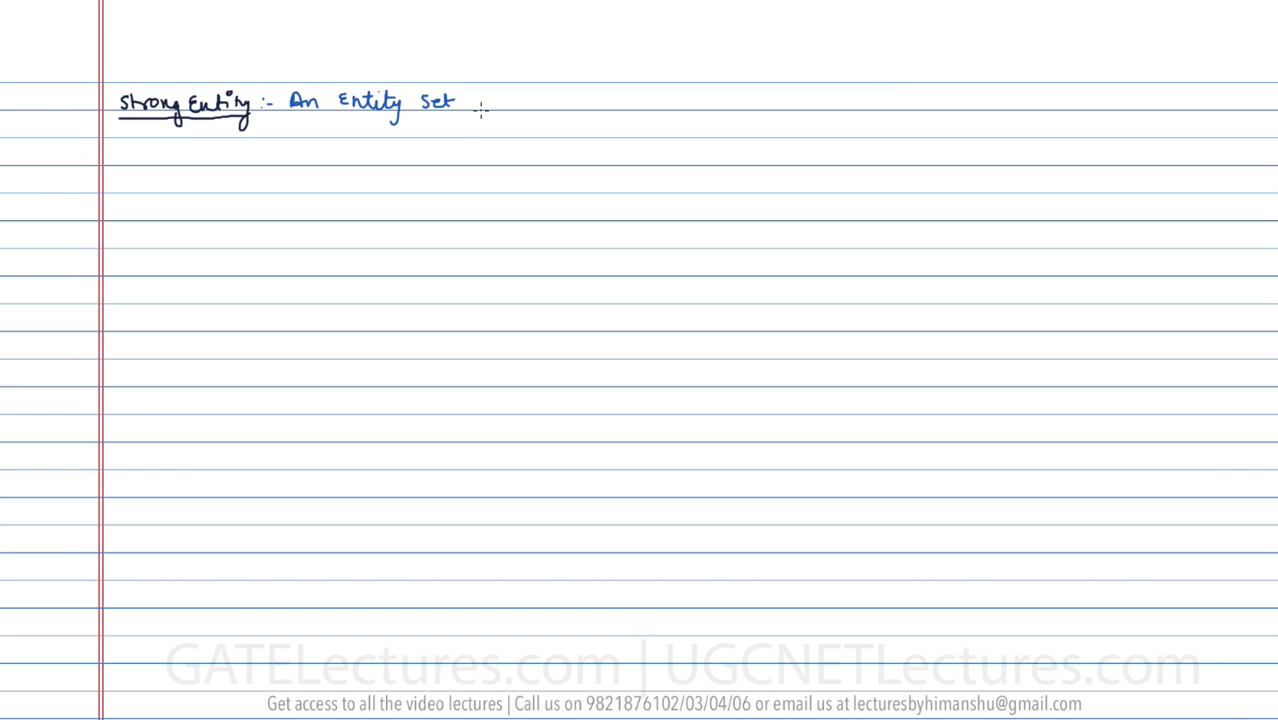 Strong Entity :- An Entity Set
GATELectures.com | UGCNETLectures.com
Get access to all the video lectures | Call us on 9821876102/03/04/06 or email us at lecturesbyhimanshu@gmail.com